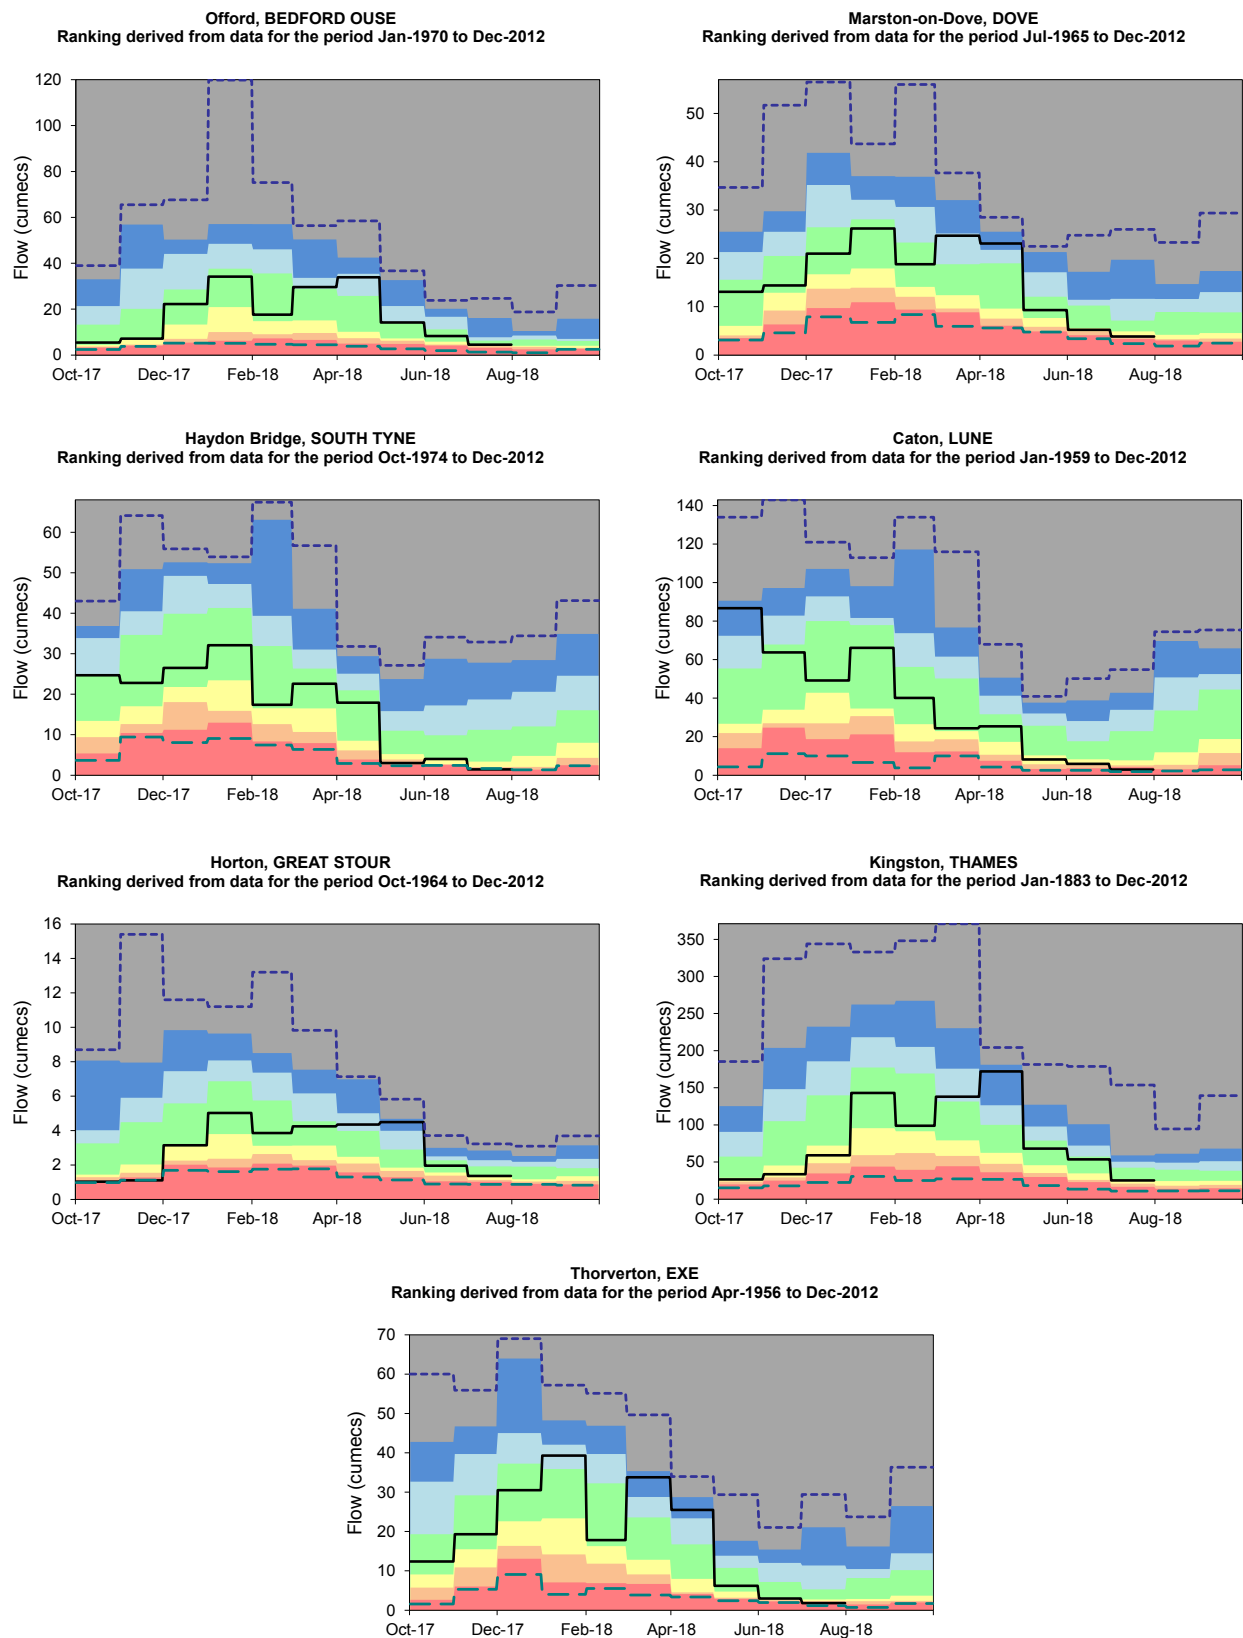 Offord, BEDFORD OUSE
Ranking derived from data for the period Jan-1970 to Dec-2012
120
100
80
60
40
20
0
Flow (cumecs)
Oct-17 Dec-17 Feb-18 Apr-18 Jun-18 Aug-18
Marston-on-Dove, DOVE
Ranking derived from data for the period Jul-1965 to Dec-2012
50
40
30
20
10
0
Flow (cumecs)
Oct-17 Dec-17 Feb-18 Apr-18 Jun-18 Aug-18
Haydon Bridge, SOUTH TYNE
Ranking derived from data for the period Oct-1974 to Dec-2012
60
50
40
30
20
10
0
Flow (cumecs)
Oct-17 Dec-17 Feb-18 Apr-18 Jun-18 Aug-18
Caton, LUNE
Ranking derived from data for the period Jan-1959 to Dec-2012
140
120
100
80
60
40
20
0
Flow (cumecs)
Oct-17 Dec-17 Feb-18 Apr-18 Jun-18 Aug-18
Horton, GREAT STOUR
Ranking derived from data for the period Oct-1964 to Dec-2012
16
14
12
10
8
6
4
2
0
Flow (cumecs)
Oct-17 Dec-17 Feb-18 Apr-18 Jun-18 Aug-18
Kingston, THAMES
Ranking derived from data for the period Jan-1883 to Dec-2012
350
300
250
200
150
100
50
0
Flow (cumecs)
Oct-17 Dec-17 Feb-18 Apr-18 Jun-18 Aug-18
Thorverton, EXE
Ranking derived from data for the period Apr-1956 to Dec-2012
70
60
50
40
30
20
10
0
Flow (cumecs)
Oct-17 Dec-17 Feb-18 Apr-18 Jun-18 Aug-18